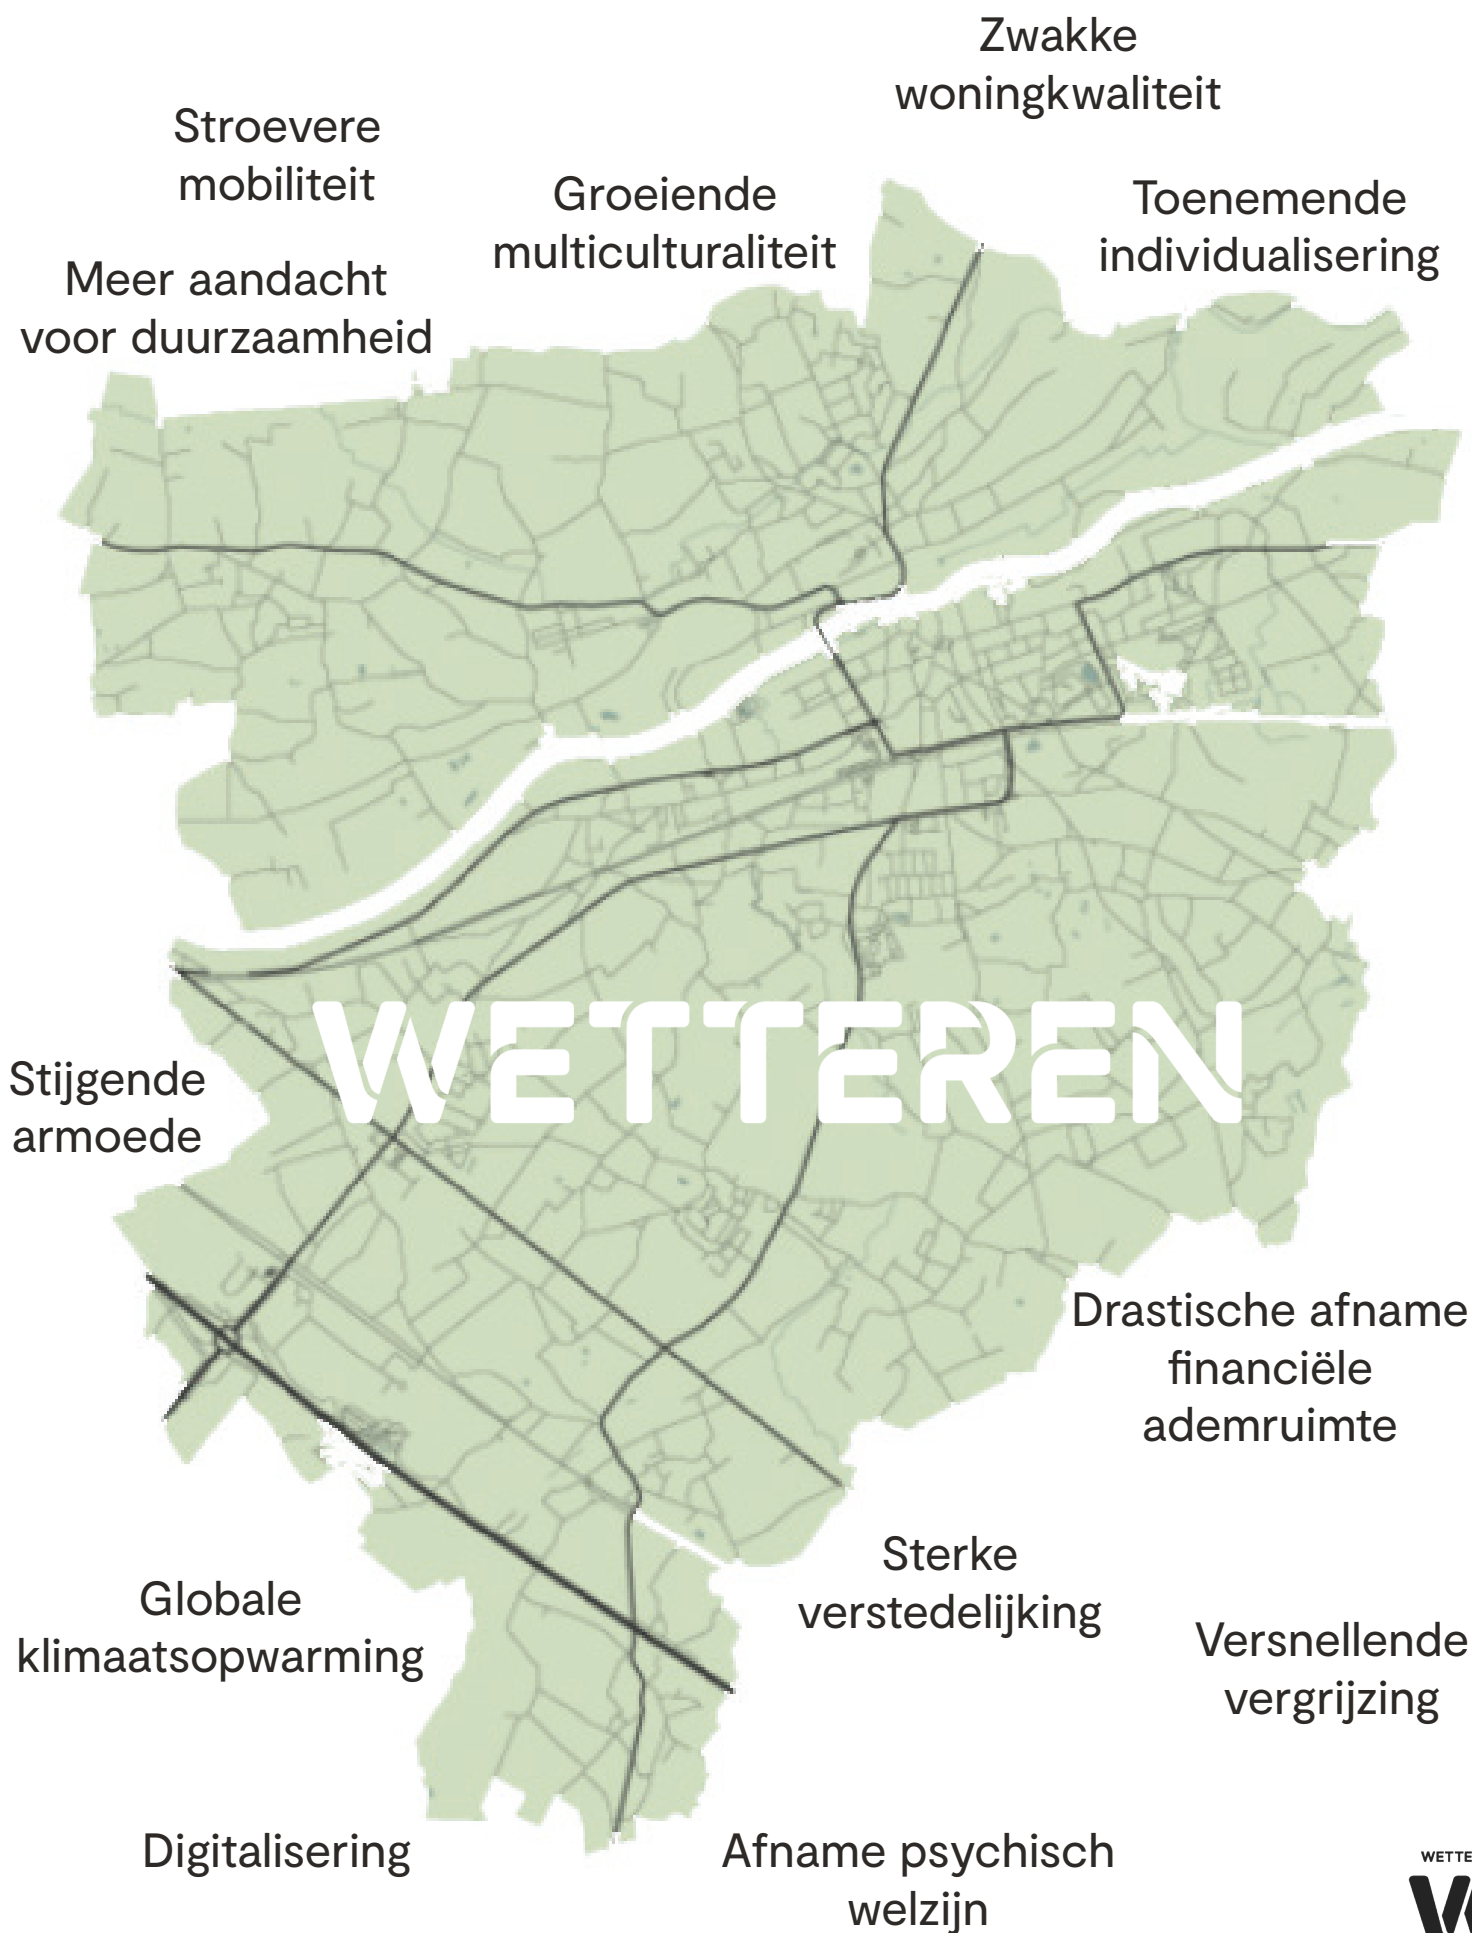 Zwakke
woningkwaliteit
Stroevere
mobiliteit
Groeiende
multiculturaliteit
Toenemende
individualisering
Meer aandacht
voor duurzaamheid
WETTEREN
Stijgende
armoede
Drastische afname
financiële
ademruimte
Sterke
verstedelijking
Globale
klimaatsopwarming
Versnellende
vergrijzing
Digitalisering
Afname psychisch
welzijn
WETTE